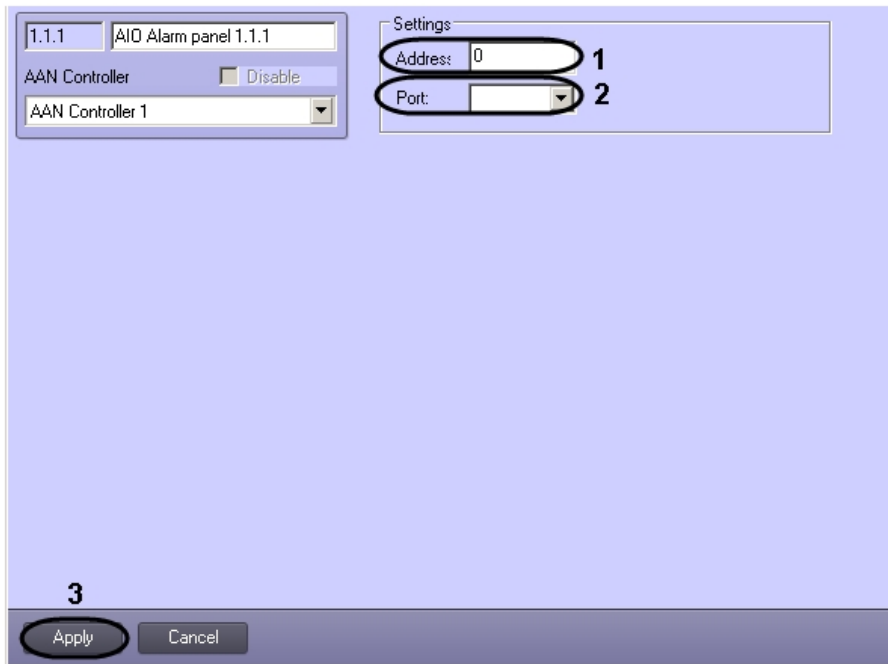 1.1.1 AIO Alarm panel 1.1.1
AAN Controller Disable
AAN Controller 1
Settings
Address 0 1
Port: 2
3
Apply Cancel